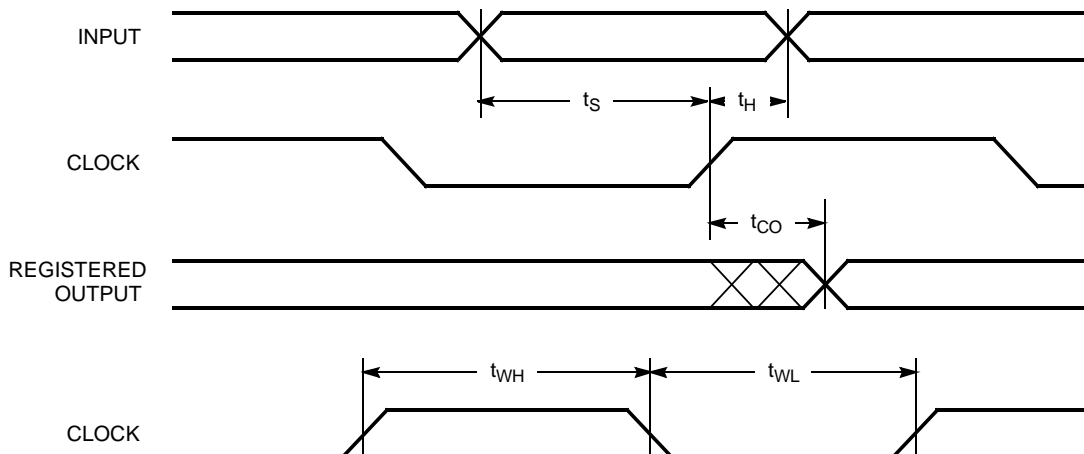 INPUT
tS
tH
CLOCK
tCO
REGISTERED
OUTPUT
tWH
tWL
CLOCK